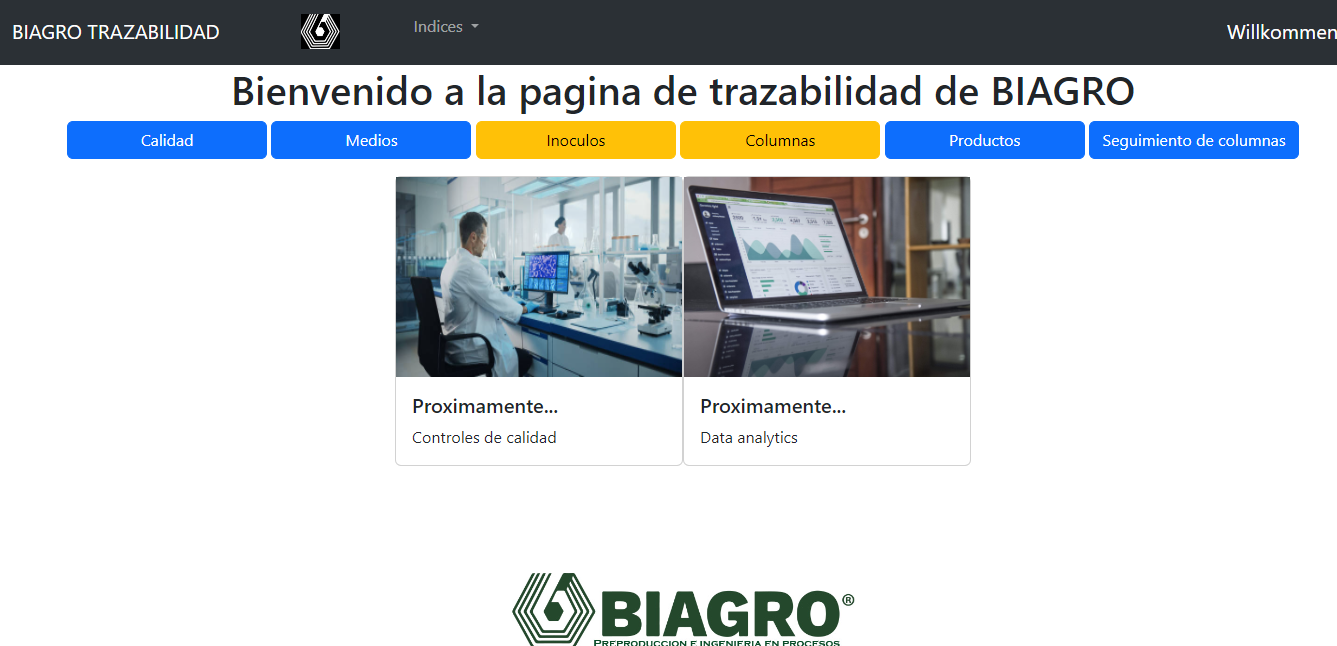 BIAGRO TRAZABILIDAD
Indices
Willkommen
Bienvenido a la pagina de trazabilidad de BIAGRO
Calidad
Medios
Inoculos
Columnas
Productos
Seguimiento de columnas
Proximamente...
Controles de calidad
Proximamente...
Data analytics
BIAGRO®
PREPRODUCCION E INGENIERIA EN PROCESOS